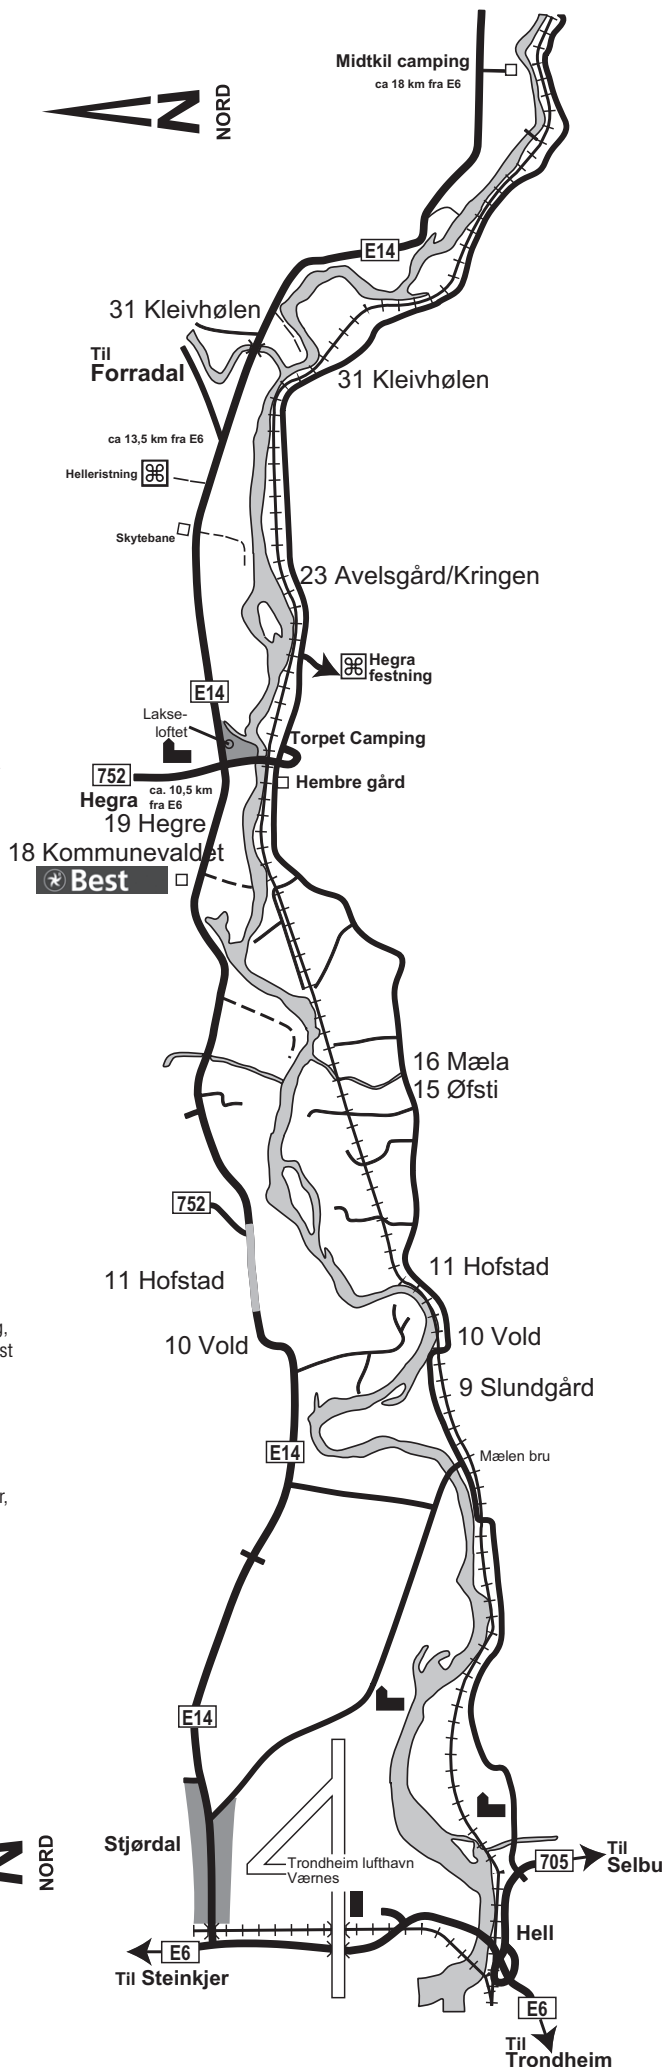 Midtkil camping
ca 18 km fra E6
NORD
N
E14
31 Kleivhølen
Til
Forradal
31 Kleivhølen
ca 13,5 km fra E6
Helleristning
Skytebane
23 Avelsgård/Kringen
Hegra
festning
E14
Lakse-
loftet
Torpet Camping
752
Hegra
ca. 10,5 km
fra E6
Hembre gård
19 Hegre
18 Kommunevaldet
Best
16 Mæla
15 Øfsti
752
11 Hofstad
11 Hofstad
g,
st
10 Vold
10 Vold
9 Slundgård
E14
Mælen bru
r,
E14
N
NORD
Stjørdal
Trondheim lufthavn
Værnes
705
Til
Selbu
Hell
E6
Til Steinkjer
E6
Til
Trondheim